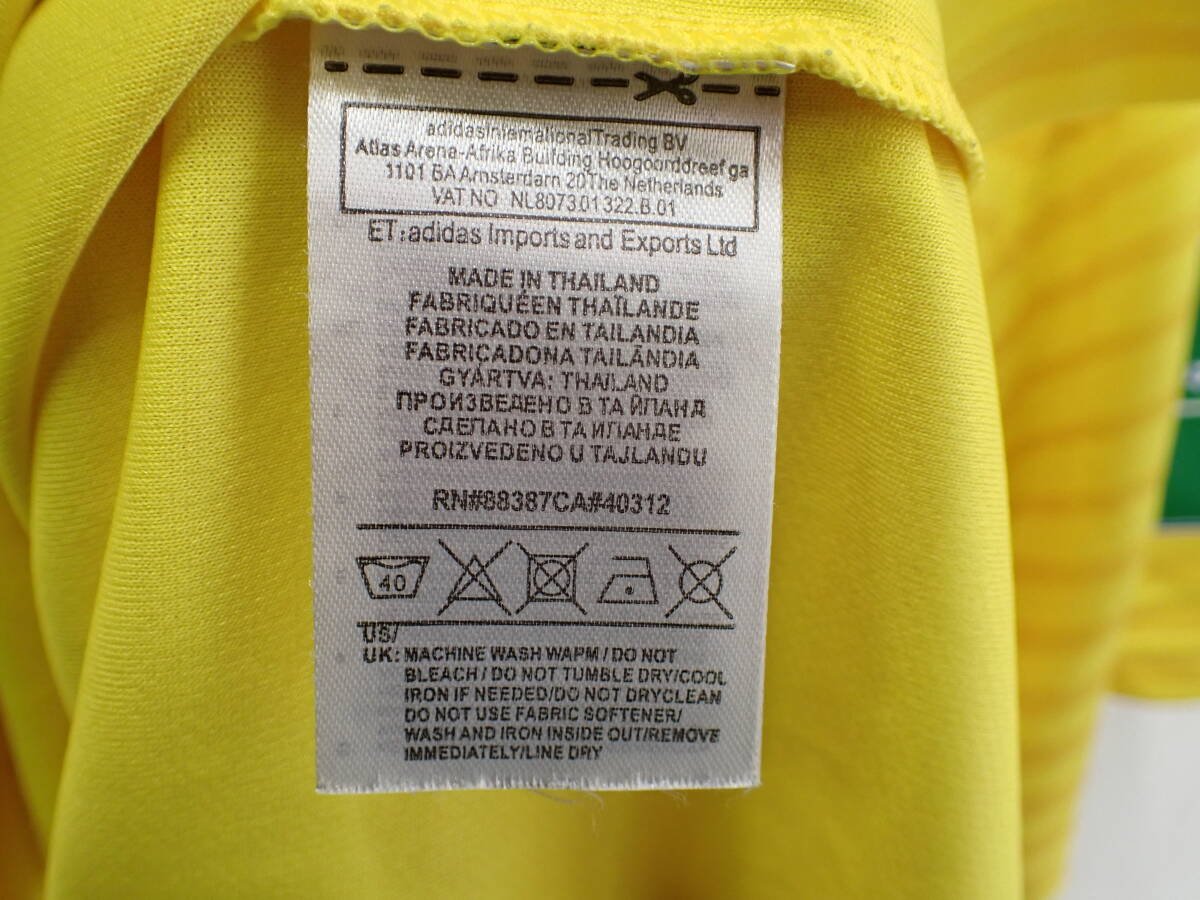 adidasInternationalTrading BV
Atlas Arena-Afrika Building Hoogoorddreef ga
1101 BA Amsterdam 20The Netherlands
VAT NO NL8073.01 322.B.01
ET:adidas Imports and Exports Ltd
MADE IN THAILAND
FABRIQUÉEN THAÏLANDE
FABRICADO EN TAILANDIA
FABRICADONA TAILÂNDIA
GYÁRTVA: THAILAND
ПРОИЗВЕДЕНО В ТА ЙЛАНД
СДЕЛАНО В ТА ИЛАНДЕ
PROIZVEDENO U TAJLANDU
RN#88387CA#40312
40
US/
UK: MACHINE WASH WAPM / DO NOT
BLEACH / DO NOT TUMBLE DRY/COOL
IRON IF NEEDED/DO NOT DRYCLEAN
DO NOT USE FABRIC SOFTENER/
WASH AND IRON INSIDE OUT/REMOVE
IMMEDIATELY/LINE DRY